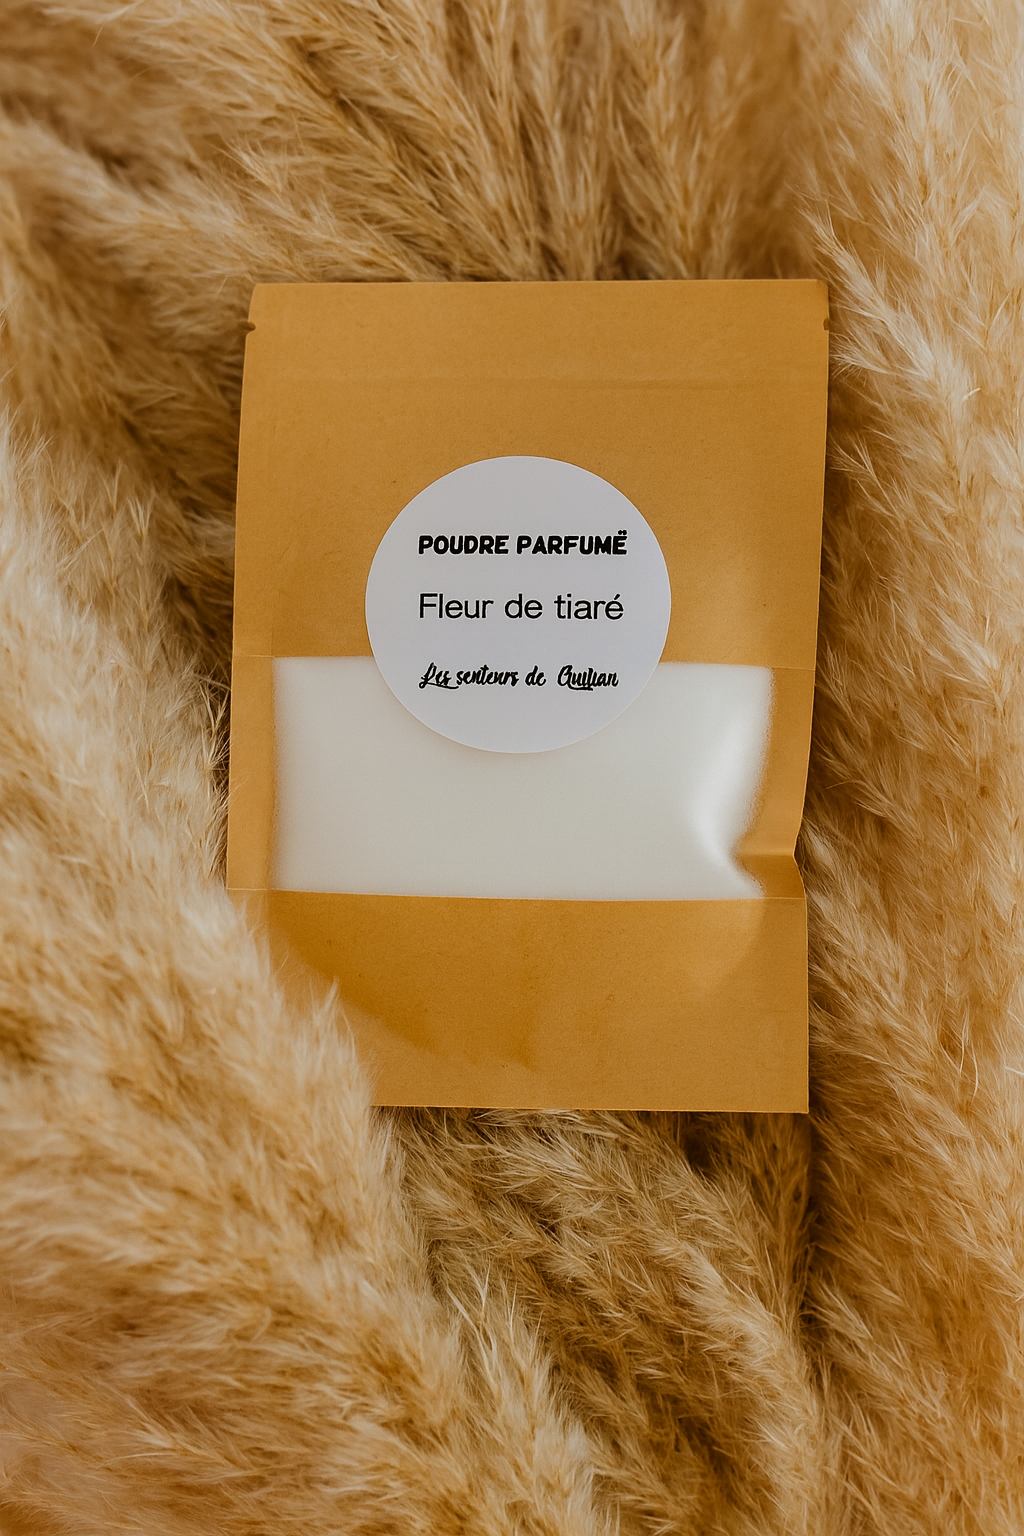 POUDRE PARFUMË
Fleur de tiaré
Les senteurs de Guilian